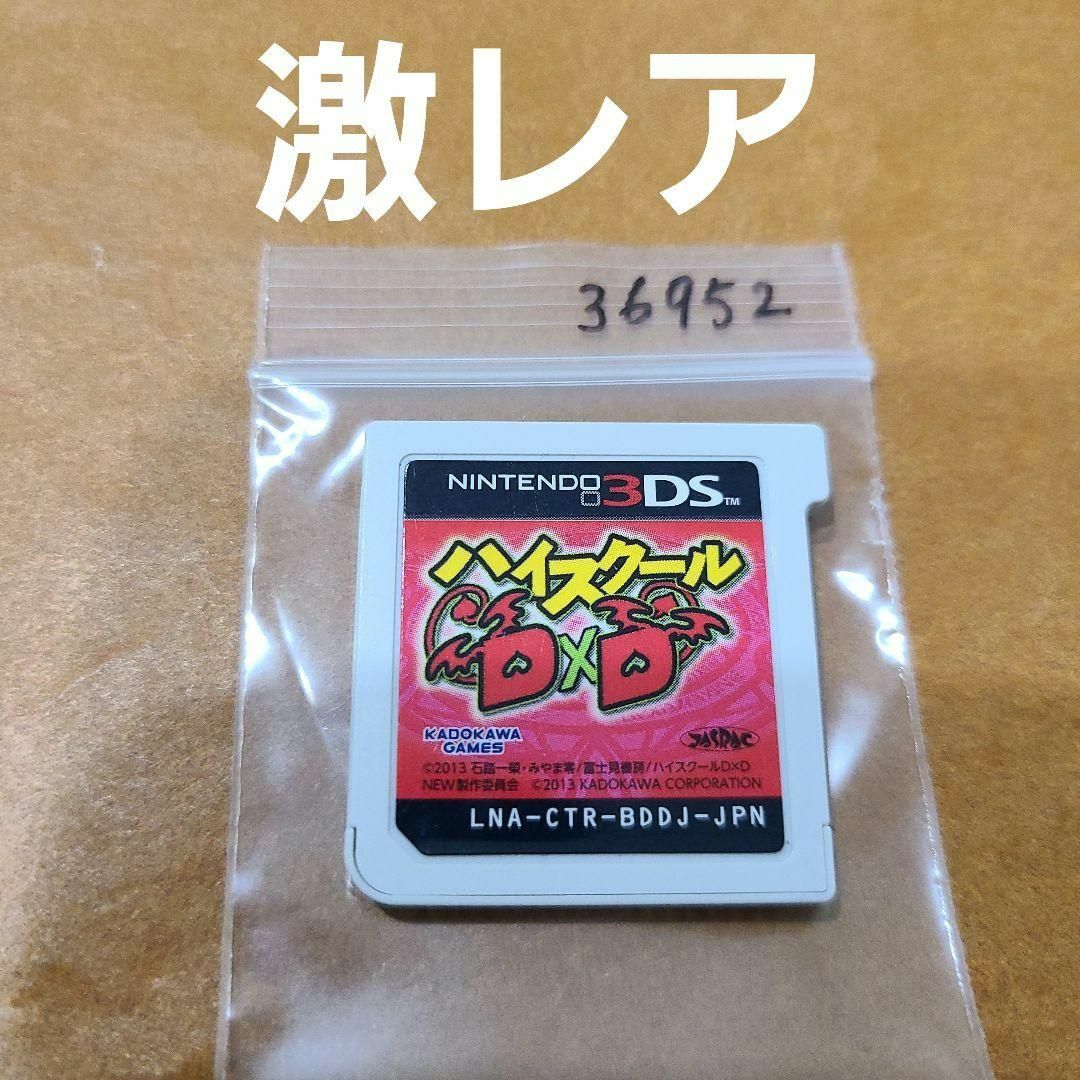 激レア
36952
NINTENDO 3DS™
ハイスクール
D×D
KADOKAWA
GAMES
JASRAC
©2013 石踏一榮・みやま零/富士見書房/ハイスクールD×D
NEW製作委員会 ©2013 KADOKAWA CORPORATION
LNA-CTR-BDDJ-JPN